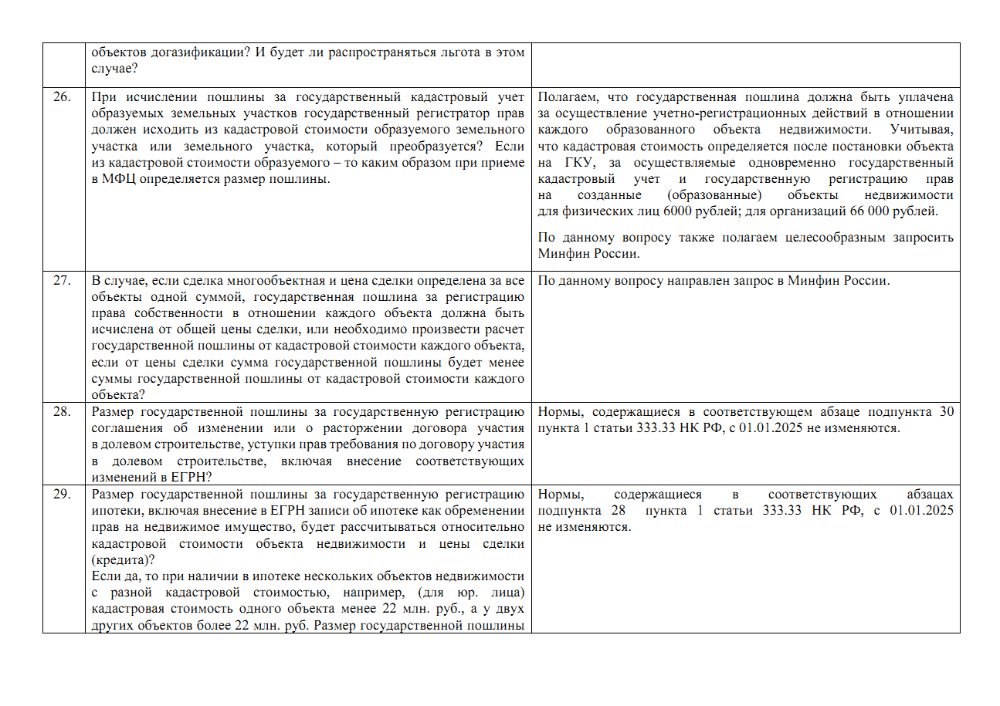 объектов догазификации? И будет ли распространяться льгота в этом
случае?
26.
При исчислении пошлины за государственный кадастровый учет
образуемых земельных участков государственный регистратор прав
должен исходить из кадастровой стоимости образуемого земельного
участка или земельного участка, который преобразуется? Если
из кадастровой стоимости образуемого – то каким образом при приеме
в МФЦ определяется размер пошлины.
Полагаем, что государственная пошлина должна быть уплачена
за осуществление учетно-регистрационных действий в отношении
каждого образованного объекта недвижимости. Учитывая,
что кадастровая стоимость определяется после постановки объекта
на ГКУ, за осуществляемые одновременно государственный
кадастровый учет и государственную регистрацию прав
на созданные (образованные) объекты недвижимости
для физических лиц 6000 рублей; для организаций 66 000 рублей.
По данному вопросу также полагаем целесообразным запросить
Минфин России.
27.
В случае, если сделка многообъектная и цена сделки определена за все
объекты одной суммой, государственная пошлина за регистрацию
права собственности в отношении каждого объекта должна быть
исчислена от общей цены сделки, или необходимо произвести расчет
государственной пошлины от кадастровой стоимости каждого объекта,
если от цены сделки сумма государственной пошлины будет менее
суммы государственной пошлины от кадастровой стоимости каждого
объекта?
По данному вопросу направлен запрос в Минфин России.
28.
Размер государственной пошлины за государственную регистрацию
соглашения об изменении или о расторжении договора участия
в долевом строительстве, уступки прав требования по договору участия
в долевом строительстве, включая внесение соответствующих
изменений в ЕГРН?
Нормы, содержащиеся в соответствующем абзаце подпункта 30
пункта 1 статьи 333.33 НК РФ, с 01.01.2025 не изменяются.
29.
Размер государственной пошлины за государственную регистрацию
ипотеки, включая внесение в ЕГРН записи об ипотеке как обременении
прав на недвижимое имущество, будет рассчитываться относительно
кадастровой стоимости объекта недвижимости и цены сделки
(кредита)?
Если да, то при наличии в ипотеке нескольких объектов недвижимости
с разной кадастровой стоимостью, например, (для юр. лица)
кадастровая стоимость одного объекта менее 22 млн. руб., а у двух
других объектов более 22 млн. руб. Размер государственной пошлины
Нормы, содержащиеся в соответствующих абзацах
подпункта 28 пункта 1 статьи 333.33 НК РФ, с 01.01.2025
не изменяются.